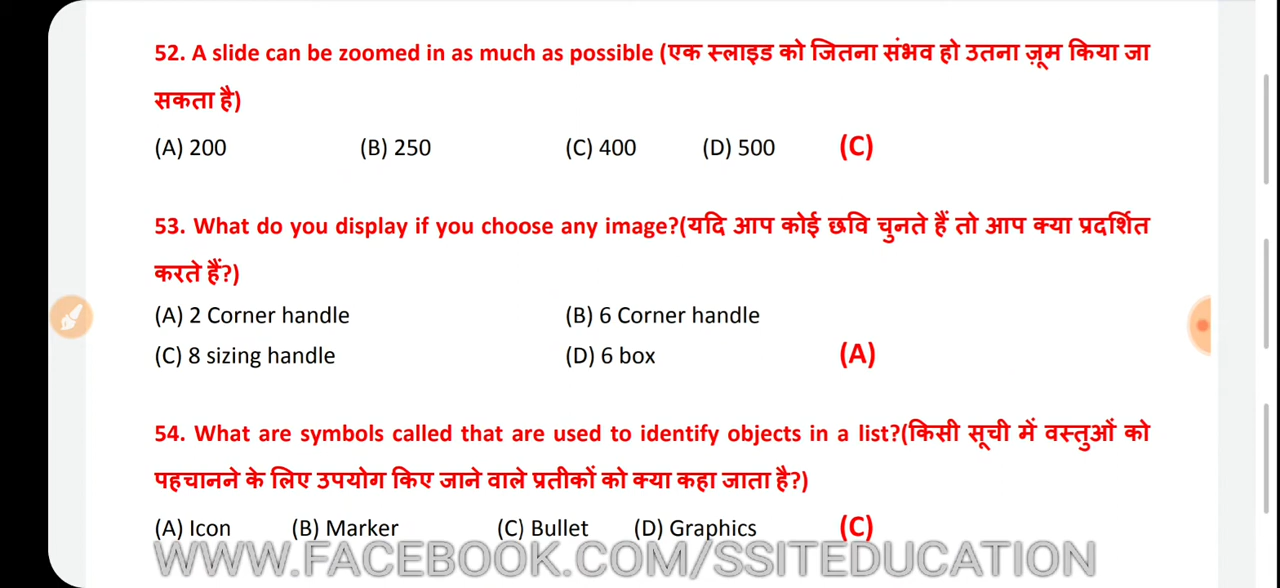 52. A slide can be zoomed in as much as possible (एक स्लाइड को जितना संभव हो उतना ज़ूम किया जा
सकता है)
(A) 200 (B) 250 (C) 400 (D) 500 (C)
53. What do you display if you choose any image?(यदि आप कोई छवि चुनते हैं तो आप क्या प्रदर्शित
करते हैं?)
(A) 2 Corner handle (B) 6 Corner handle
(C) 8 sizing handle (D) 6 box (A)
54. What are symbols called that are used to identify objects in a list?(किसी सूची में वस्तुओं को
पहचानने के लिए उपयोग किए जाने वाले प्रतीकों को क्या कहा जाता है?)
(A) Icon (B) Marker (C) Bullet (D) Graphics (C)
WWW.FACEBOOK.COM/SSITEDUCATION